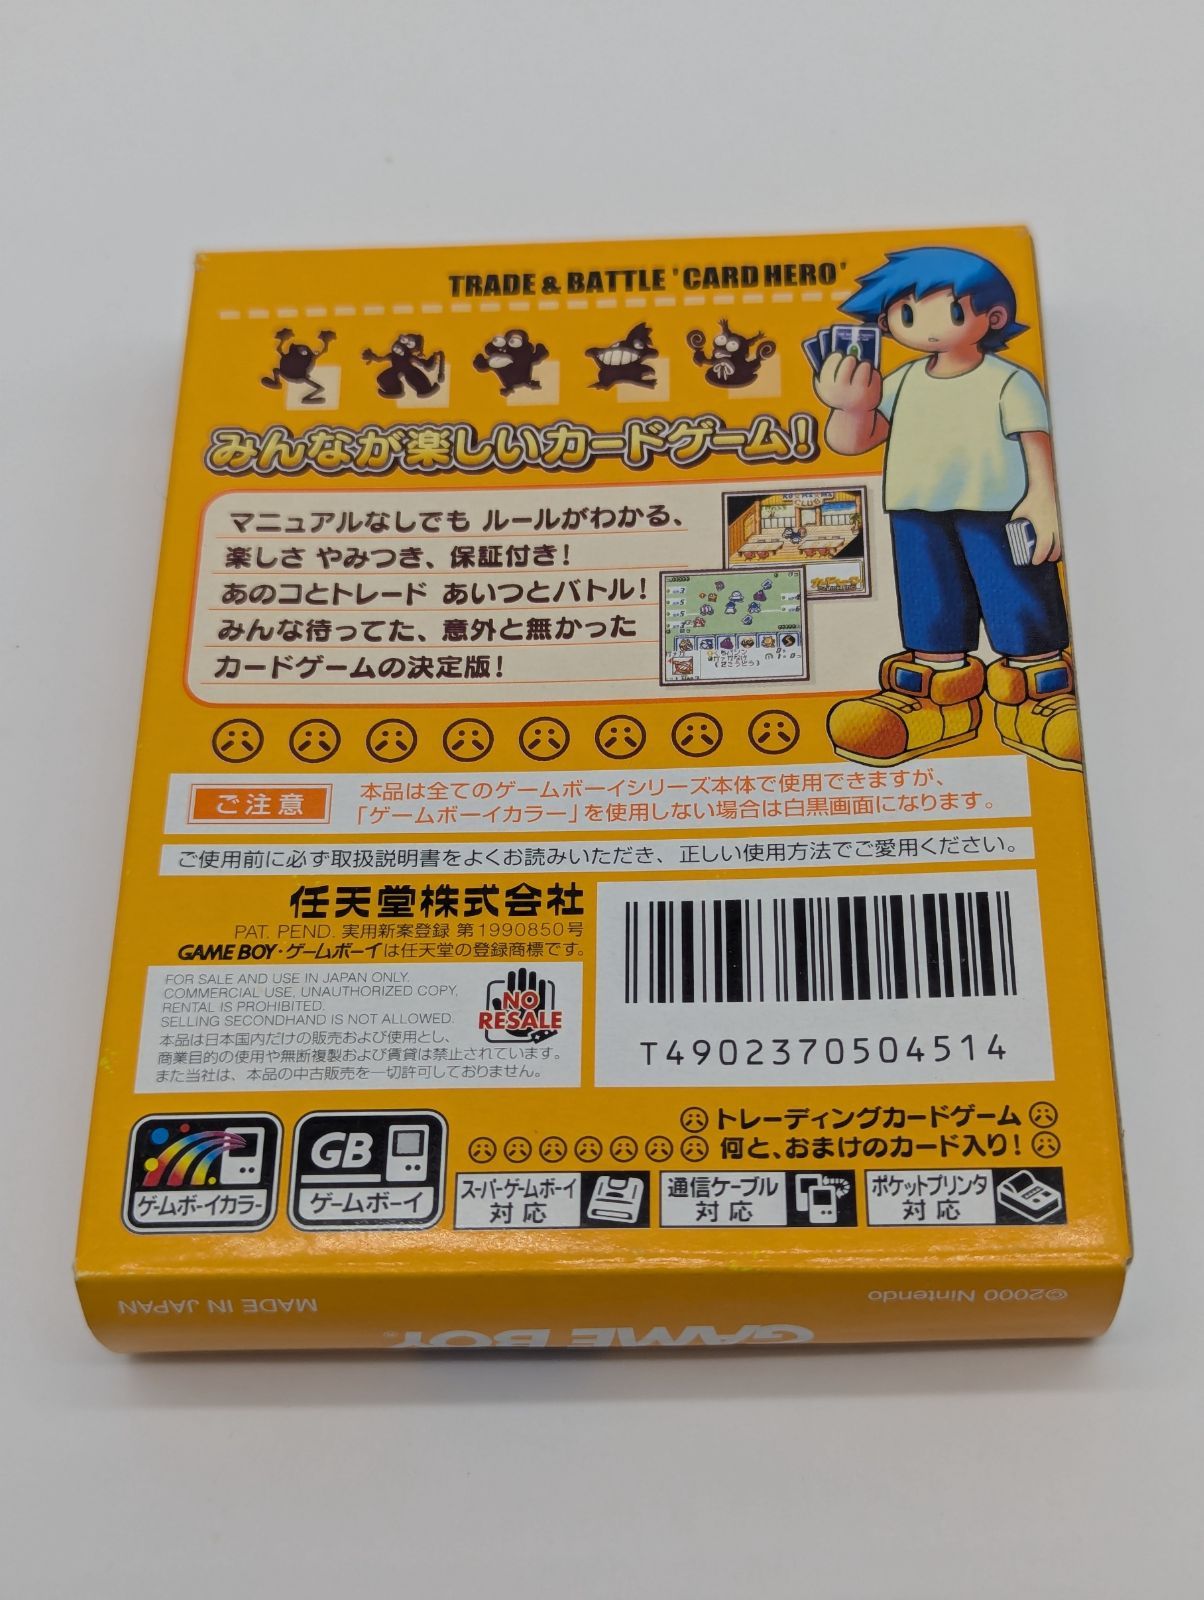 TRADE & BATTLE 'CARD HERO'
みんなが楽しいカードゲーム!
マニュアルなしでも ルールがわかる、
楽しさ やみつき、保証付き!
あのコとトレード あいつとバトル!
みんな待ってた、意外と無かった
カードゲームの決定版!
ご注意
本品は全てのゲームボーイシリーズ本体で使用できますが、
「ゲームボーイカラー」を使用しない場合は白黒画面になります。
ご使用前に必ず取扱説明書をよくお読みいただき、正しい使用方法でご愛用ください。
任天堂株式会社
PAT. PEND. 実用新案登録 第1990850号
GAME BOY・ゲームボーイは任天堂の登録商標です。
FOR SALE AND USE IN JAPAN ONLY.
COMMERCIAL USE, UNAUTHORIZED COPY,
RENTAL IS PROHIBITED.
SELLING SECONDHAND IS NOT ALLOWED.
NO
RESALE
本品は日本国内だけの販売および使用とし、
商業目的の使用や無断複製および賃貸は禁止されています。
また当社は、本品の中古販売を一切許可しておりません。
T4902370504514
トレーディングカードゲーム
何と、おまけのカード入り!
ゲームボーイカラー
GB
ゲームボーイ
スーパーゲームボーイ
対応
通信ケーブル
対応
ポケットプリンタ
対応
MADE IN JAPAN
GAME BOY®
©2000 Nintendo